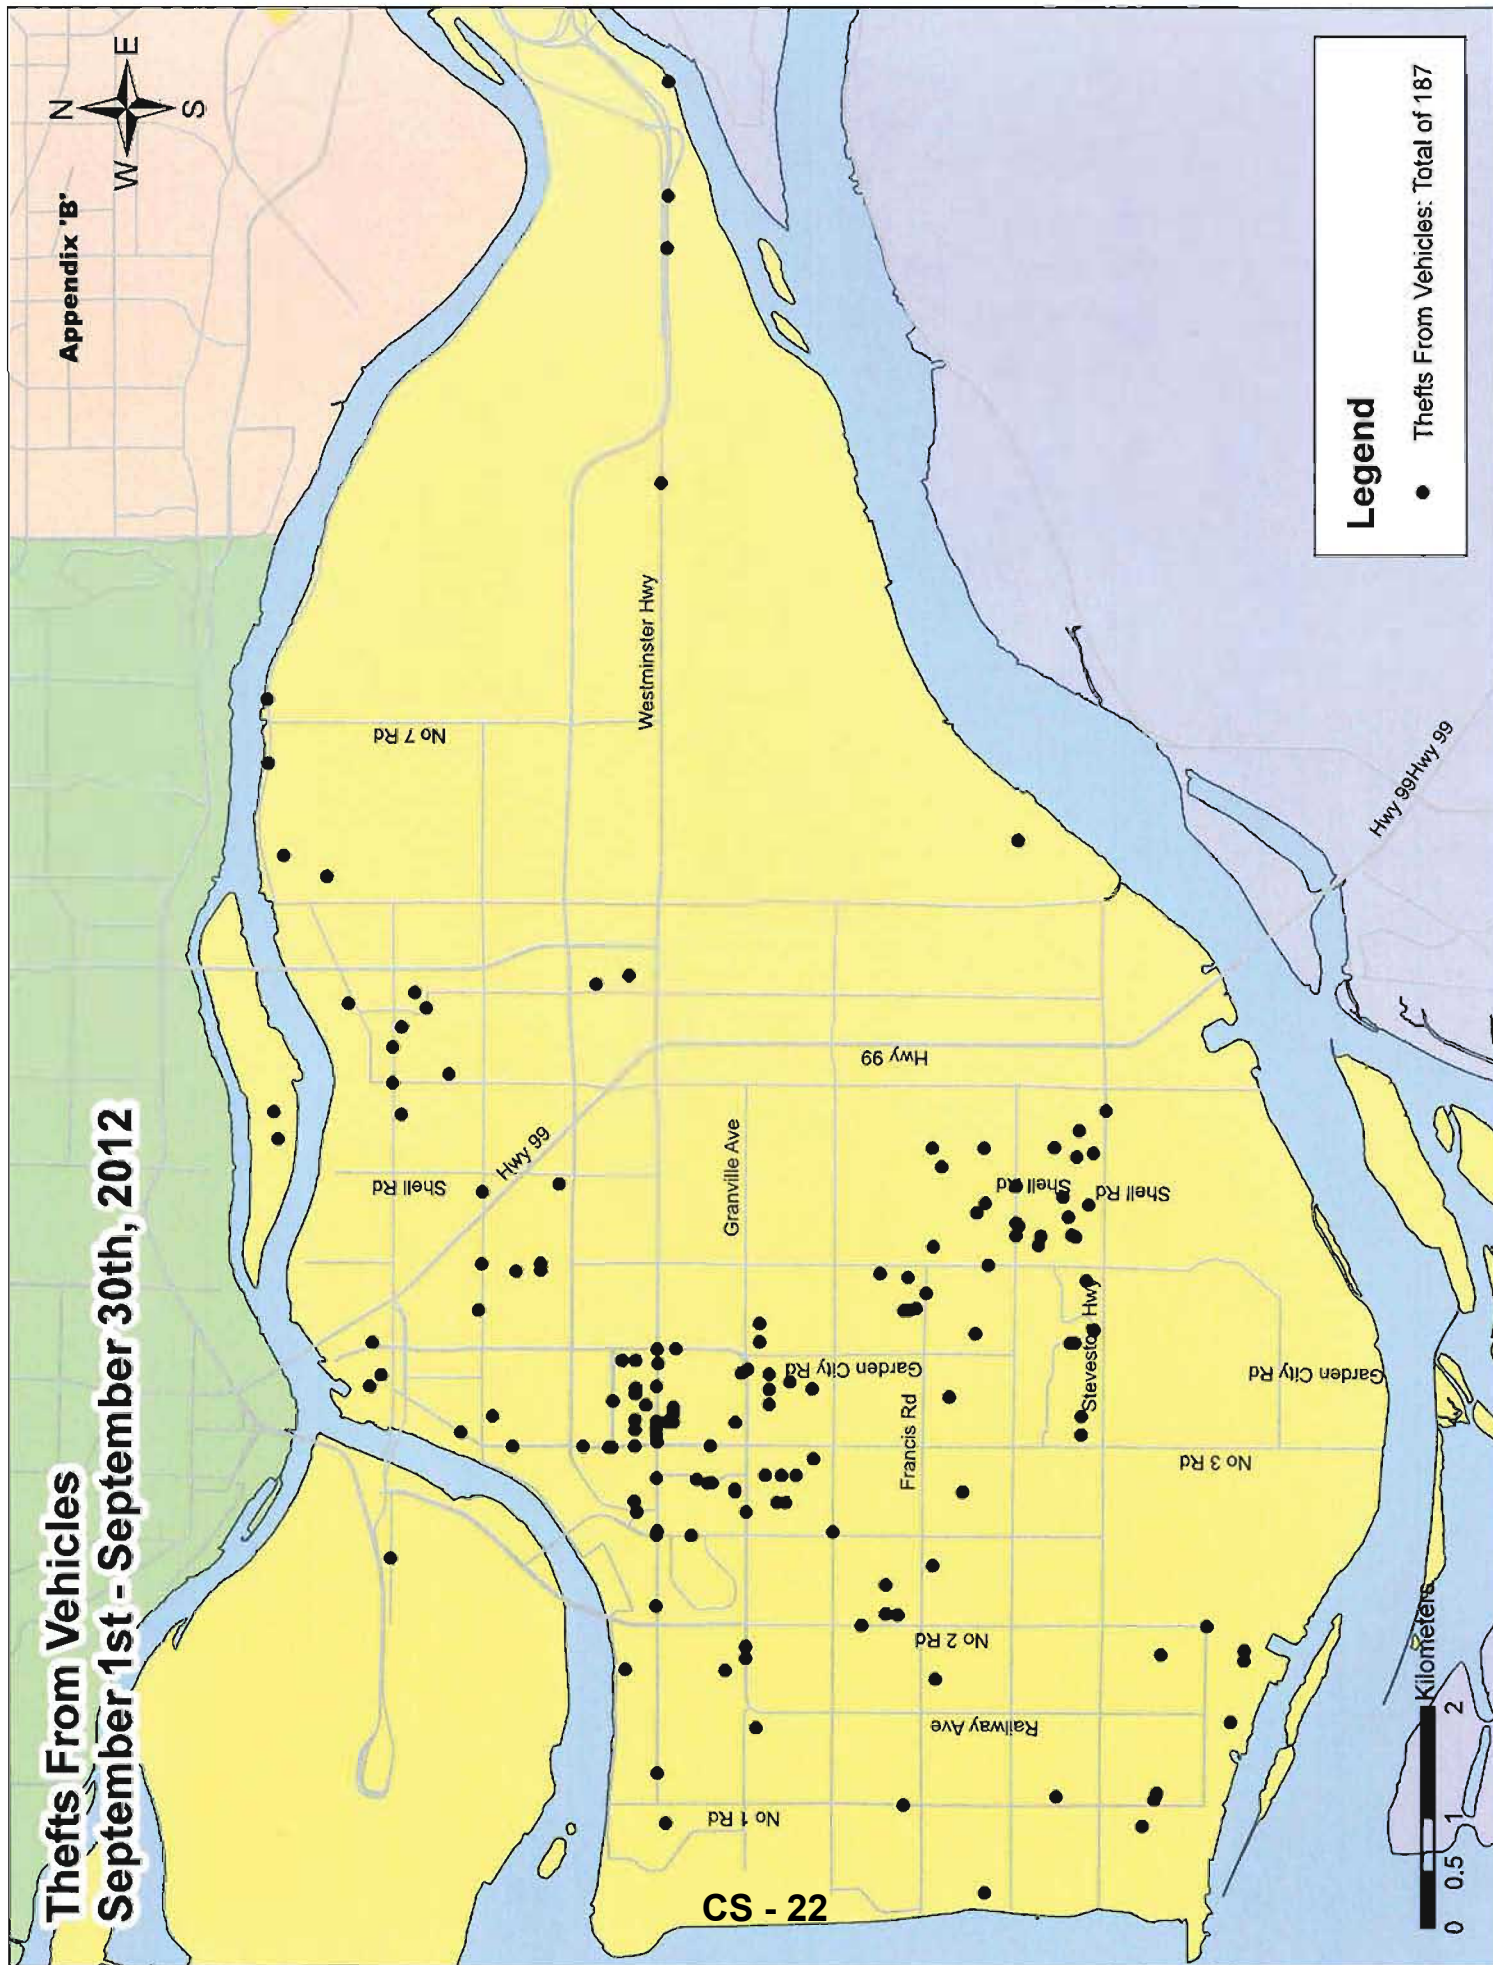 Thefts From Vehicles
September 1st - September 30th, 2012
Appendix 'B'
N
W
E
S
No 7 Rd
Westminster Hwy
Hwy 99
Shell Rd
Hwy 99
Granville Ave
Shell Rd
Shell Rd
Garden City Rd
Francis Rd
Steveston Hwy
Garden City Rd
No 3 Rd
No 2 Rd
Railway Ave
No 1 Rd
Hwy 99Hwy 99
Legend
Thefts From Vehicles: Total of 187
Kilometers
0 0.5 1 2
CS - 22